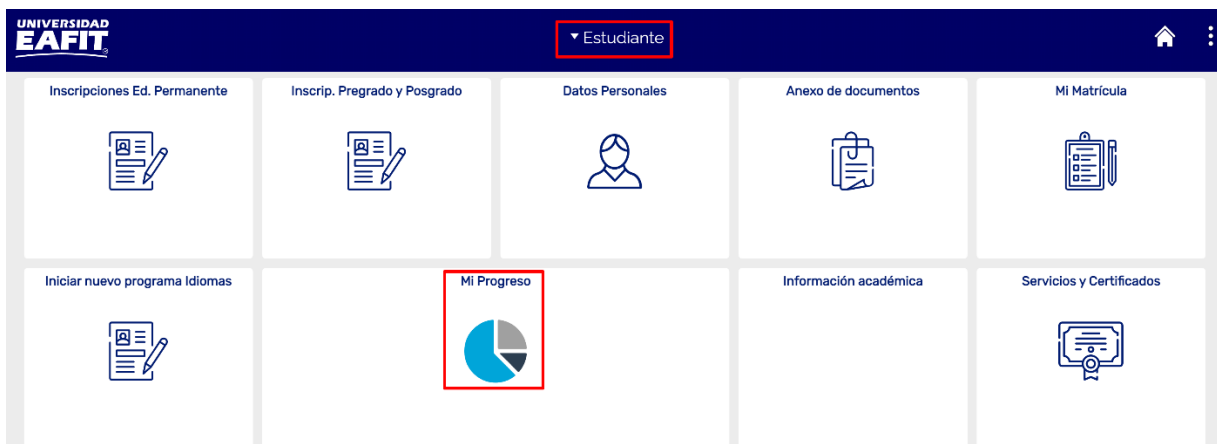 UNIVERSIDAD
EAFIT
Estudiante
Inscripciones Ed. Permanente
Inscrip. Pregrado y Posgrado
Datos Personales
Anexo de documentos
Mi Matrícula
Iniciar nuevo programa Idiomas
Mi Progreso
Información académica
Servicios y Certificados